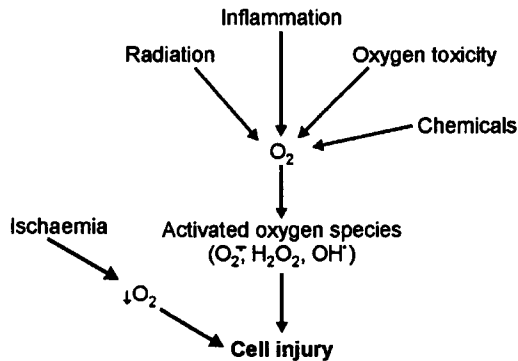 Inflammation
Radiation
Oxygen toxicity
Chemicals
O₂
Ischaemia
Activated oxygen species
(O₂⁻̇, H₂O₂, OH˙)
↓O₂
Cell injury